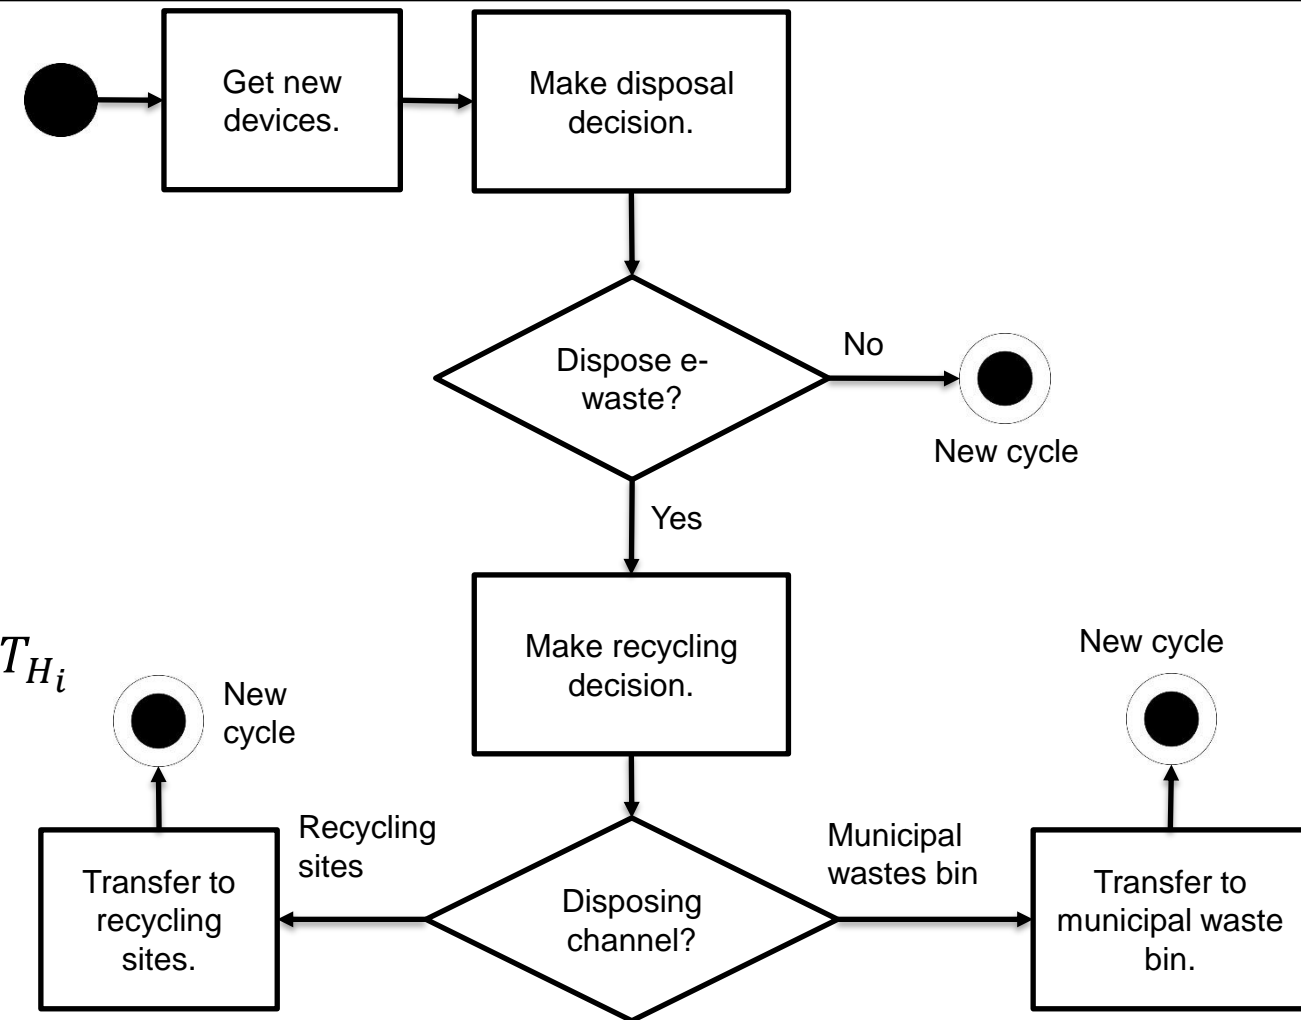 Get new
devices.
Make disposal
decision.
Dispose e-
waste?
No
New cycle
Yes
Make recycling
decision.
New cycle
T_{H_i}
New
cycle
Recycling
sites
Municipal
wastes bin
Transfer to
recycling
sites.
Disposing
channel?
Transfer to
municipal waste
bin.